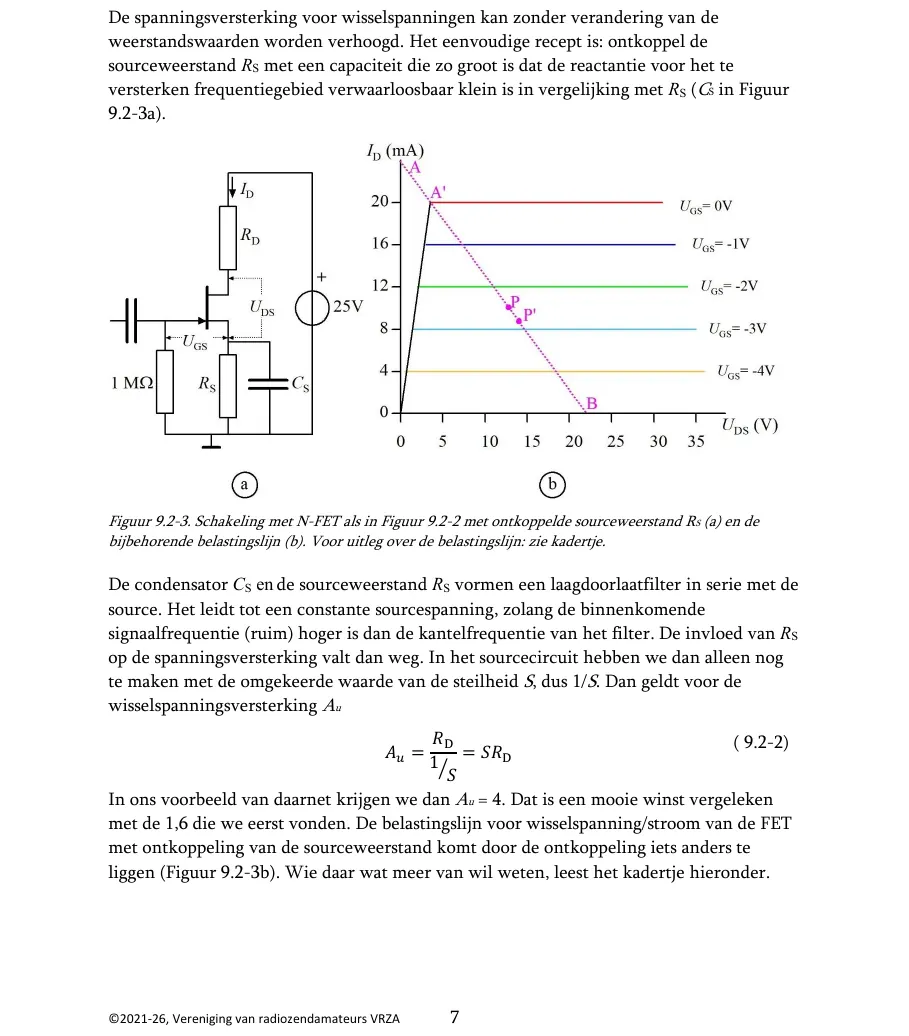 De spanningsversterking voor wisselspanningen kan zonder verandering van de
weerstandswaarden worden verhoogd. Het eenvoudige recept is: ontkoppel de
sourceweerstand RS met een capaciteit die zo groot is dat de reactantie voor het te
versterken frequentiegebied verwaarloosbaar klein is in vergelijking met RS (CS in Figuur
9.2-3a).
ID
RD
UDS
+
25V
UGS
1 MΩ
RS
CS
a
ID (mA)
A
A'
20
UGS= 0V
16
UGS= -1V
12
UGS= -2V
P
P'
8
UGS= -3V
4
UGS= -4V
B
0
UDS (V)
0 5 10 15 20 25 30 35
b
Figuur 9.2-3. Schakeling met N-FET als in Figuur 9.2-2 met ontkoppelde sourceweerstand RS (a) en de
bijbehorende belastingslijn (b). Voor uitleg over de belastingslijn: zie kadertje.
De condensator CS en de sourceweerstand RS vormen een laagdoorlaatfilter in serie met de
source. Het leidt tot een constante sourcespanning, zolang de binnenkomende
signaalfrequentie (ruim) hoger is dan de kantelfrequentie van het filter. De invloed van RS
op de spanningsversterking valt dan weg. In het sourcecircuit hebben we dan alleen nog
te maken met de omgekeerde waarde van de steilheid S, dus 1/S. Dan geldt voor de
wisselspanningsversterking Au
Au = RD / (1/S) = SRD
( 9.2-2)
In ons voorbeeld van daarnet krijgen we dan Au = 4. Dat is een mooie winst vergeleken
met de 1,6 die we eerst vonden. De belastingslijn voor wisselspanning/stroom van de FET
met ontkoppeling van de sourceweerstand komt door de ontkoppeling iets anders te
liggen (Figuur 9.2-3b). Wie daar wat meer van wil weten, leest het kadertje hieronder.
©2021-26, Vereniging van radiozendamateurs VRZA 7